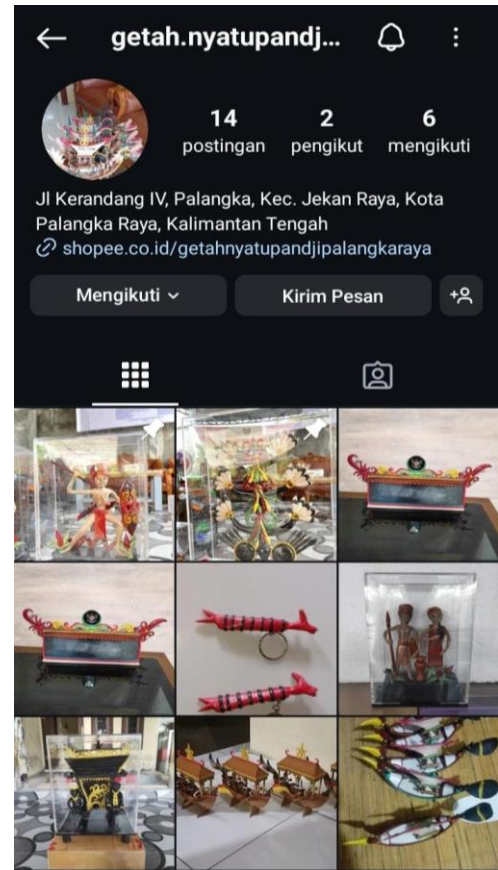 getah.nyatupandj...
14
2
6
postingan
pengikut
mengikuti
Jl Kerandang IV, Palangka, Kec. Jekan Raya, Kota
Palangka Raya, Kalimantan Tengah
shopee.co.id/getahnyatupandjipalangkaraya
Mengikuti
Kirim Pesan